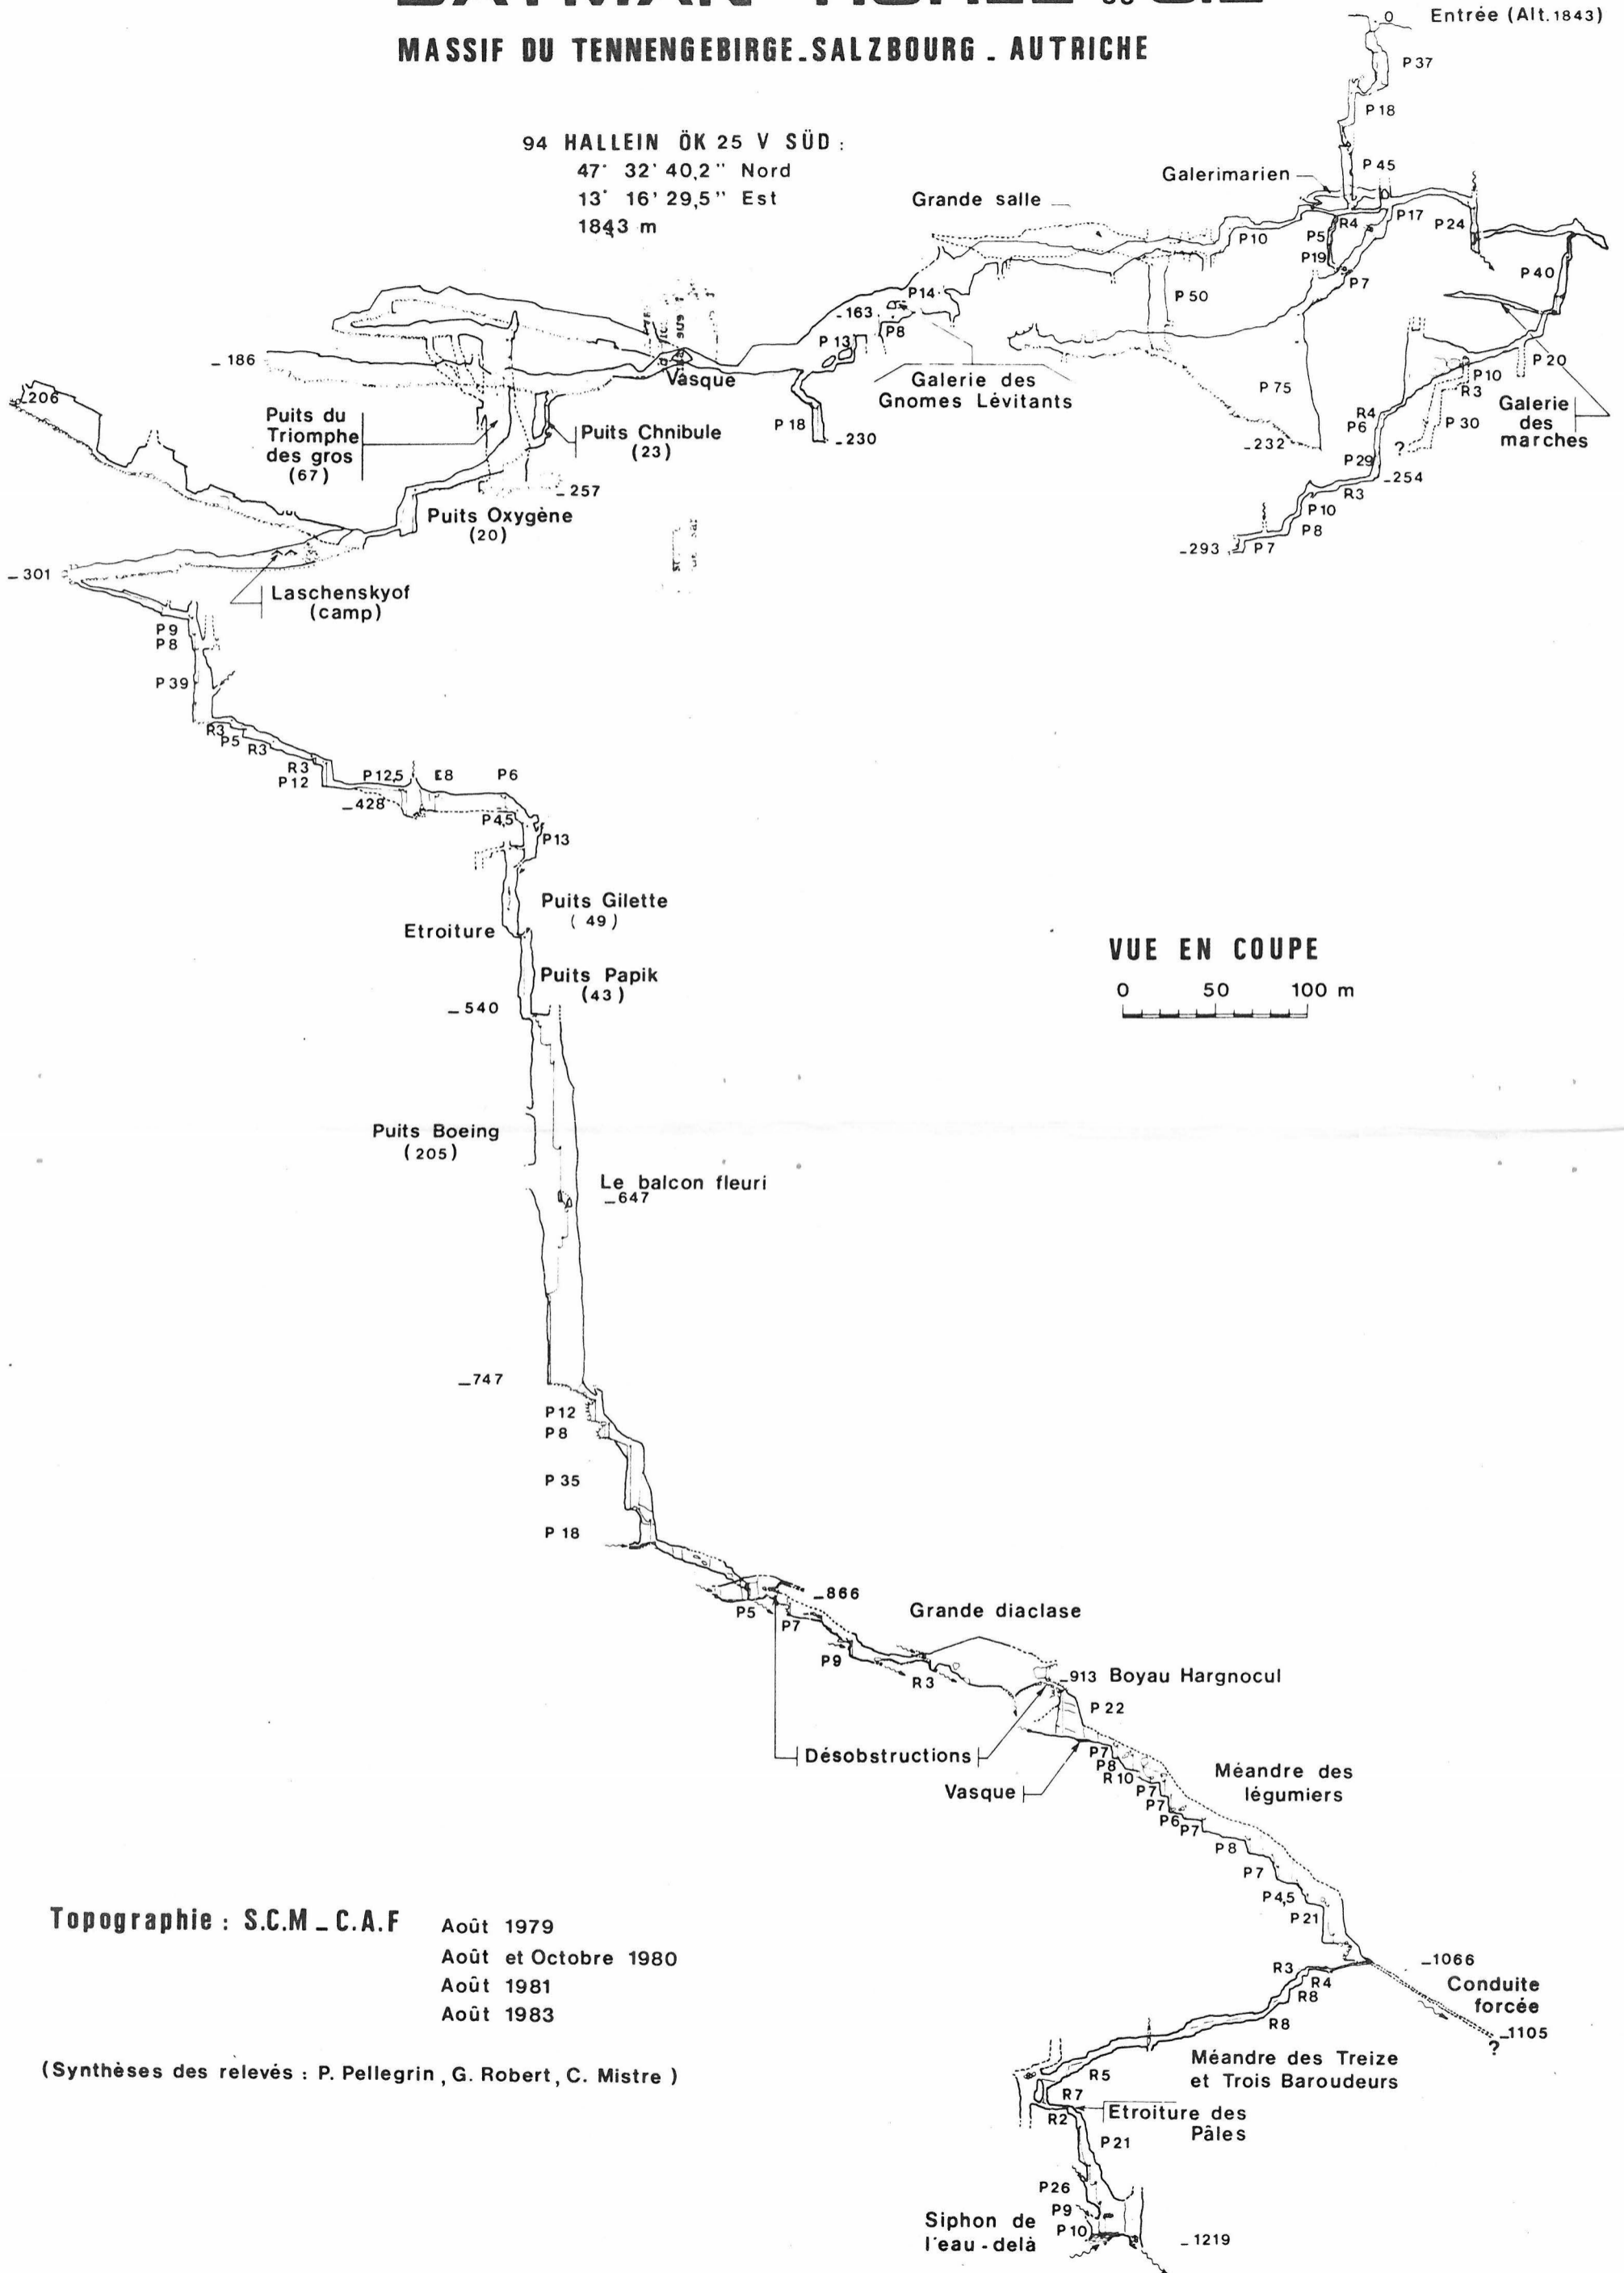 MASSIF DU TENNENGEBIRGE_SALZBOURG - AUTRICHE
O Entrée (Alt.1843)
P 37
P 18
P 45
94 HALLEIN ÖK 25 V SÜD :
47° 32' 40,2" Nord
13° 16' 29,5" Est
1843 m
Galerimarien
Grande salle
P10
R4
P5
P19
P17
P7
P24
P40
P 50
P14
_163
P8
P 13
Galerie des
Gnomes Lévitants
P 18
_230
P 75
_232
P 20
P10
R3
P 30
?
Galerie
des
marches
R4
P6
P29
_254
R3
P10
P8
P7
_293
_186
Vasque
_206
Puits du
Triomphe
des gros
(67)
Puits Chnibule
(23)
_257
Puits Oxygène
(20)
_301
Laschenskyof
(camp)
P9
P8
P 39
R3
P5
R3
R3
P12
P12,5
E8
P6
_428
P4,5
P13
Puits Gilette
(49)
Etroiture
Puits Papik
(43)
_540
VUE EN COUPE
0 50 100 m
Puits Boeing
(205)
Le balcon fleuri
_647
_747
P12
P8
P 35
P 18
_866
P5
P7
Grande diaclase
P9
R3
_913 Boyau Hargnocul
P 22
Désobstructions
Vasque
P7
P8
R10
P7
P7
P6
P7
Méandre des
légumiers
P8
P7
P4,5
P21
_1066
Conduite
forcée
_1105
?
R3
R4
R8
R8
Méandre des Treize
et Trois Baroudeurs
R5
R7
R2
Etroiture des
Pâles
P21
P26
P9
P10
Siphon de
l'eau-delà
_1219
Topographie : S.C.M _ C.A.F
Août 1979
Août et Octobre 1980
Août 1981
Août 1983
(Synthèses des relevés : P. Pellegrin, G. Robert, C. Mistre)